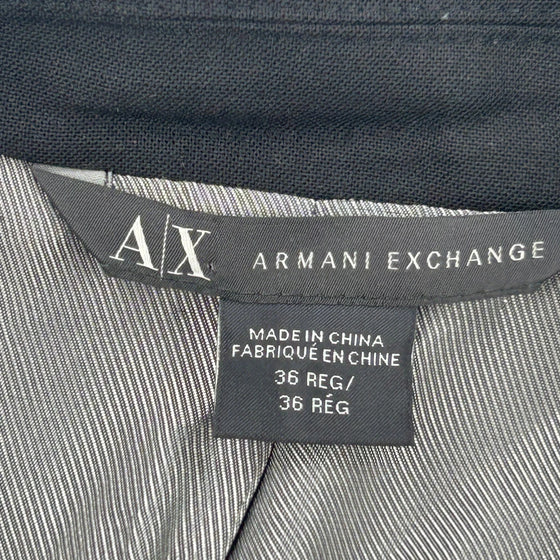 A|X ARMANI EXCHANGE
MADE IN CHINA
FABRIQUÉ EN CHINE
36 REG/
36 RÉG